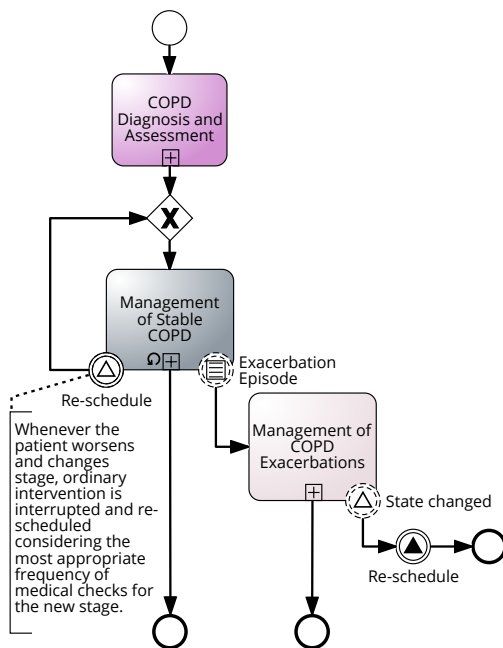 COPD
Diagnosis and
Assessment
X
Management
of Stable
COPD
Exacerbation
Episode
Re-schedule
Whenever the
patient worsens
and changes
stage, ordinary
intervention is
interrupted and re-
scheduled
considering the
most appropriate
frequency of
medical checks for
the new stage.
Management of
COPD
Exacerbations
State changed
Re-schedule